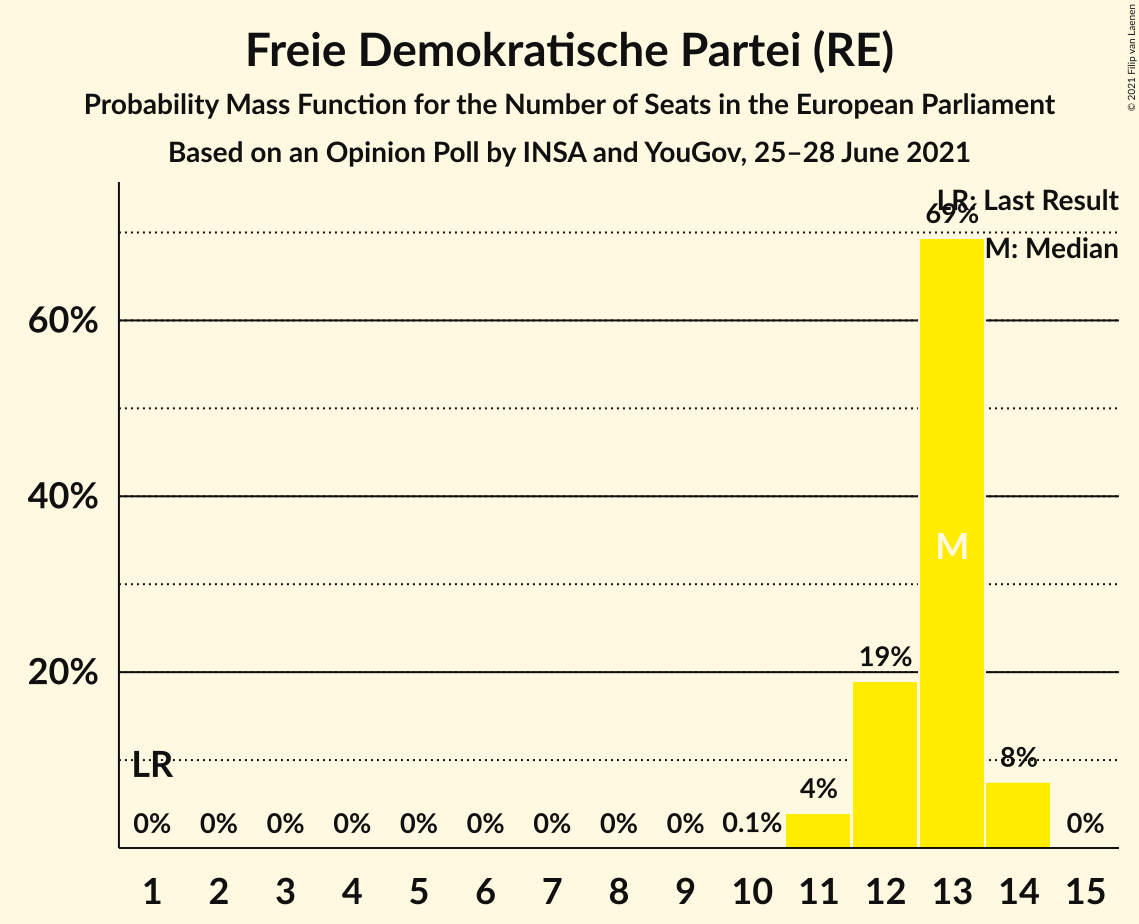 Freie Demokratische Partei (RE)
Probability Mass Function for the Number of Seats in the European Parliament
Based on an Opinion Poll by INSA and YouGov, 25–28 June 2021
© 2021 Filip van Laenen
LR: Last Result
M: Median
69%
60%
40%
M
20%
19%
LR
8%
4%
0% 0% 0% 0% 0% 0% 0% 0% 0% 0.1% 0%
1 2 3 4 5 6 7 8 9 10 11 12 13 14 15